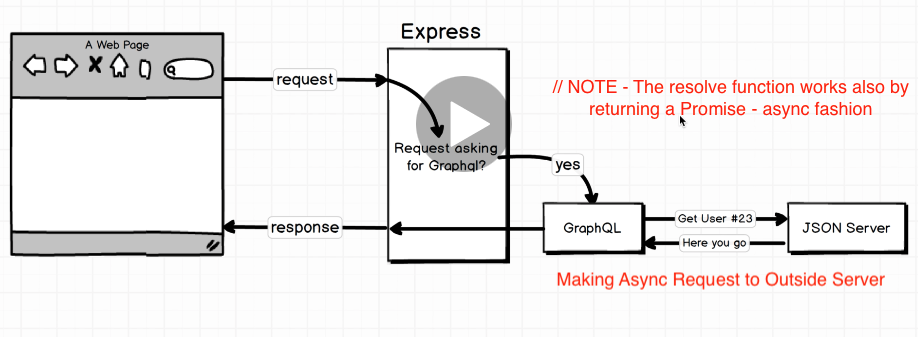 Express
A Web Page
request
// NOTE - The resolve function works also by
returning a Promise - async fashion
Request asking
for Graphql?
yes
response
GraphQL
Get User #23
Here you go
JSON Server
Making Async Request to Outside Server